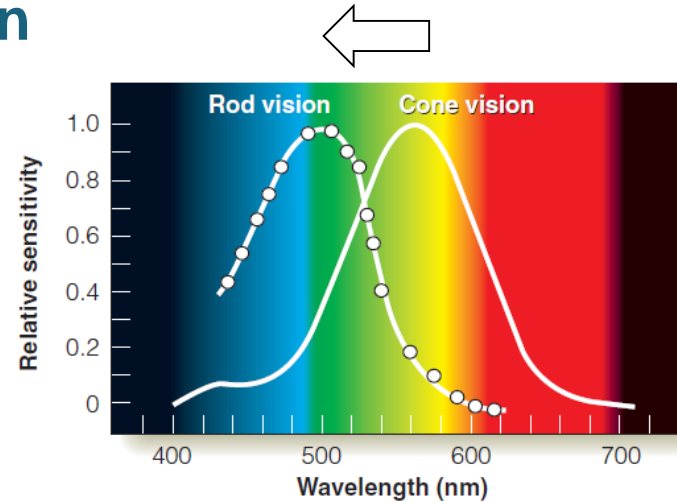 n
Rod vision Cone vision
1.0
0.8
0.6
0.4
0.2
0
Relative sensitivity
400 500 600 700
Wavelength (nm)